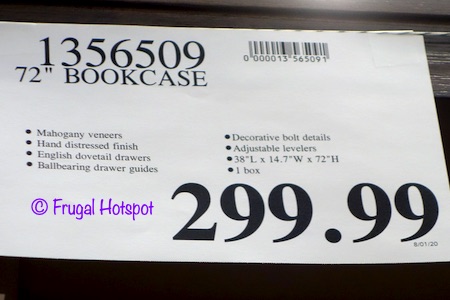 1356509
72" BOOKCASE
0 000013 565091
• Mahogany veneers
• Hand distressed finish
• English dovetail drawers
• Ballbearing drawer guides
• Decorative bolt details
• Adjustable levelers
• 38"L x 14.7"W x 72"H
• 1 box
© Frugal Hotspot
299.99
8/01/20